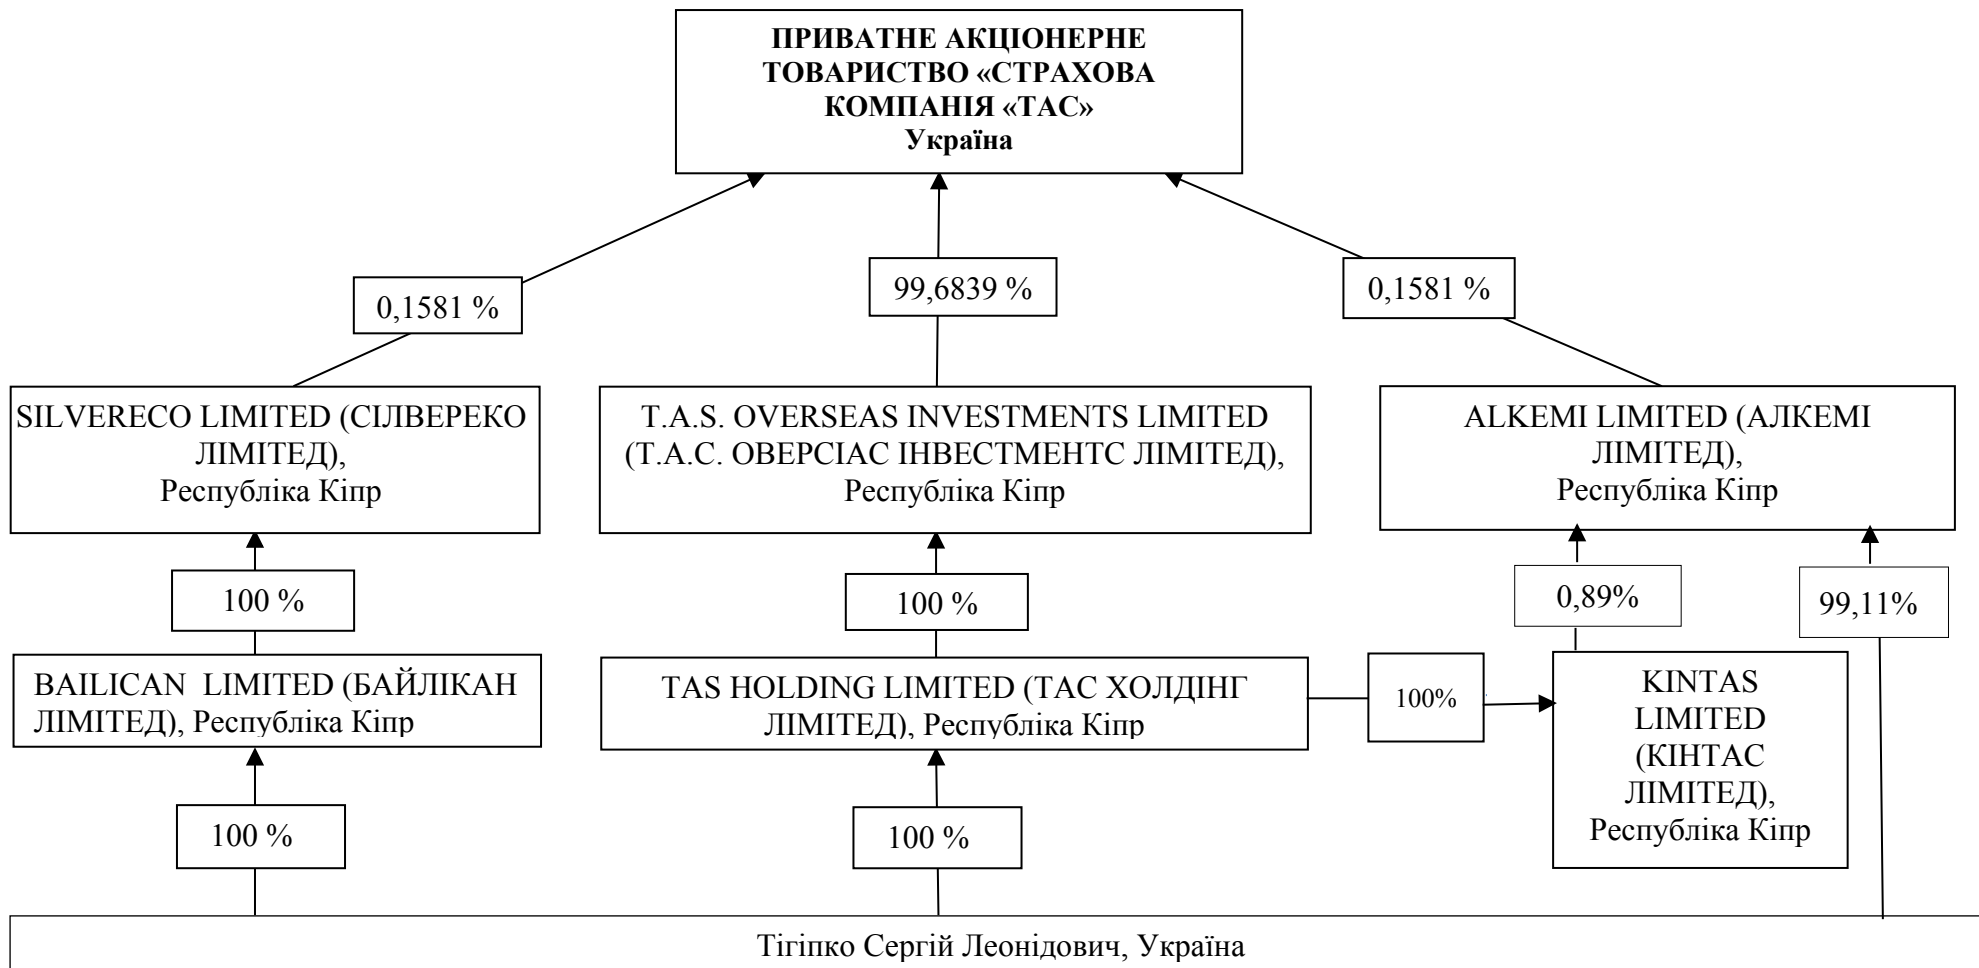 ПРИВАТНЕ АКЦІОНЕРНЕ
ТОВАРИСТВО «СТРАХОВА
КОМПАНІЯ «ТАС»
Україна
0,1581 %
99,6839 %
0,1581 %
SILVERECO LIMITED (СІЛВЕРЕКО
ЛІМІТЕД),
Республіка Кіпр
T.A.S. OVERSEAS INVESTMENTS LIMITED
(Т.А.С. ОВЕРСІАС ІНВЕСТМЕНТС ЛІМІТЕД),
Республіка Кіпр
ALKEMI LIMITED (АЛКЕМІ
ЛІМІТЕД),
Республіка Кіпр
100 %
100 %
0,89%
99,11%
BAILICAN LIMITED (БАЙЛІКАН
ЛІМІТЕД), Республіка Кіпр
TAS HOLDING LIMITED (ТАС ХОЛДІНГ
ЛІМІТЕД), Республіка Кіпр
100%
KINTAS
LIMITED
(КІНТАС
ЛІМІТЕД),
Республіка Кіпр
100 %
100 %
Тігіпко Сергій Леонідович, Україна